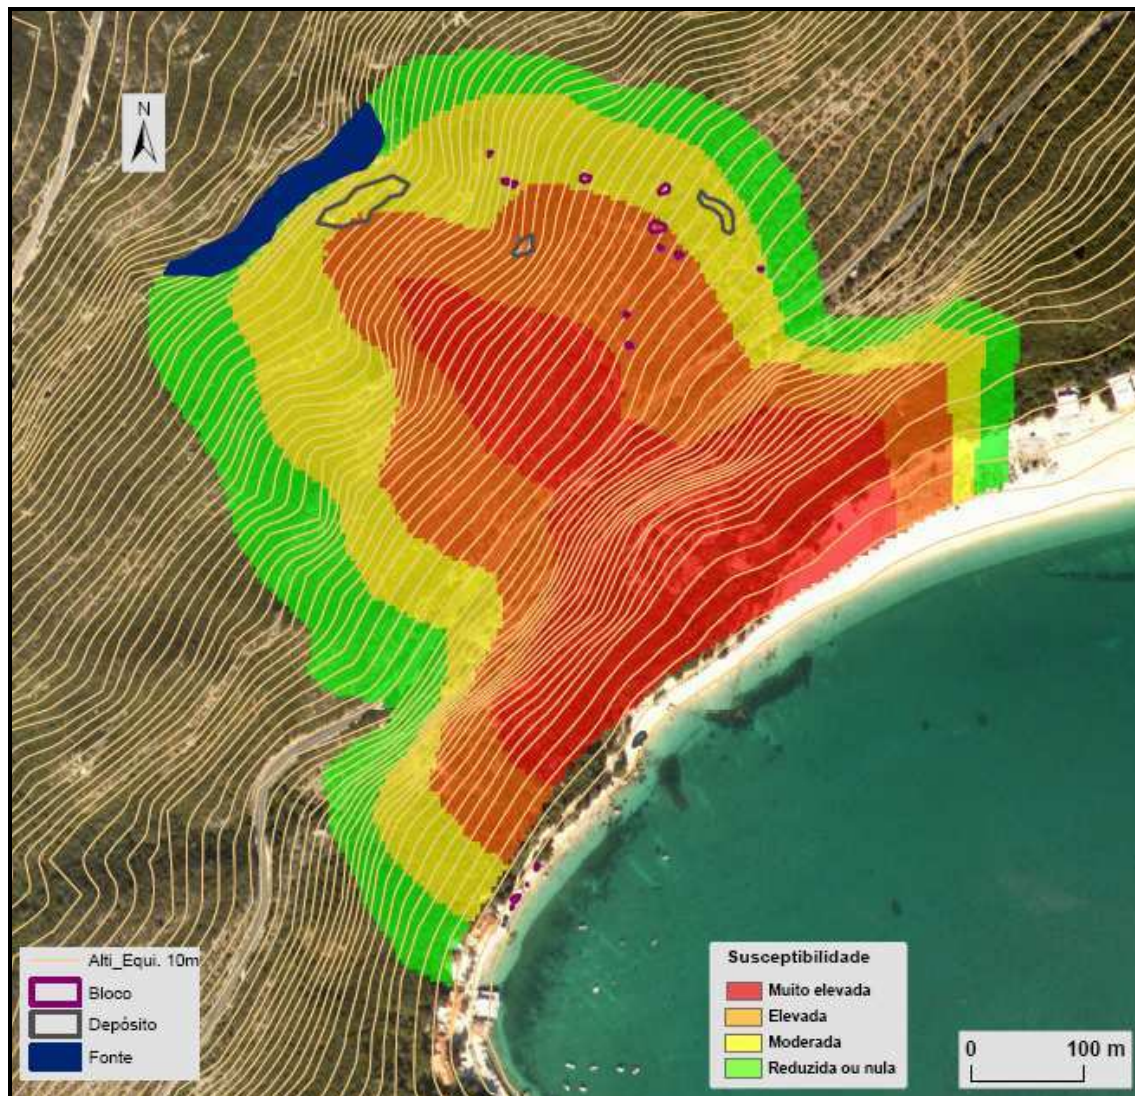 N
Alti_Equi. 10m
Bloco
Depósito
Fonte
Susceptibilidade
Muito elevada
Elevada
Moderada
Reduzida ou nula
0 100 m